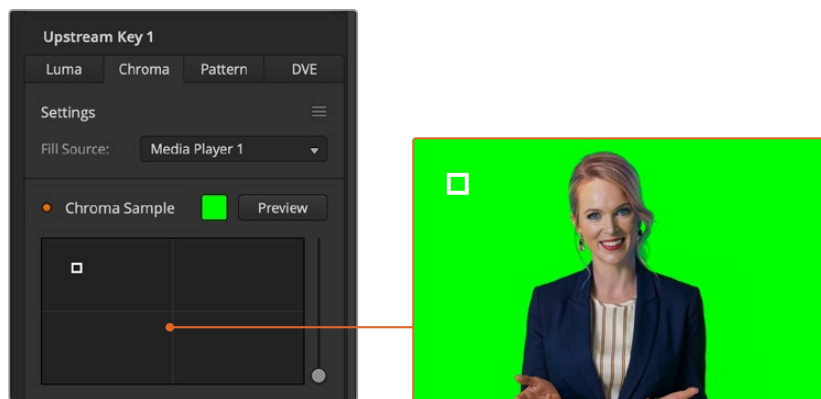 Upstream Key 1
Luma Chroma Pattern DVE
Settings
Fill Source: Media Player 1
Chroma Sample Preview